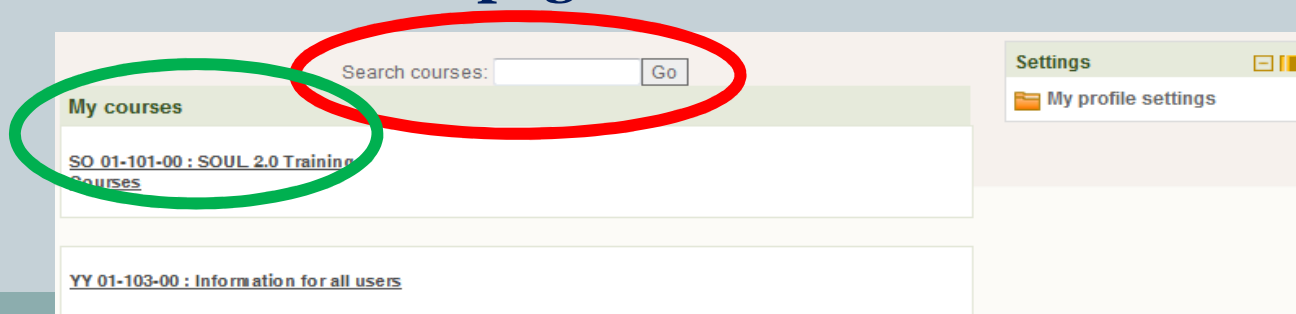 Search courses: Go
My courses
SO 01-101-00 : SOUL 2.0 Training
Courses
YY 01-103-00 : Information for all users
Settings
My profile settings